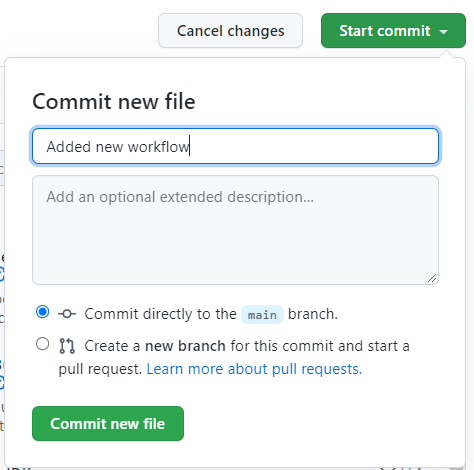 Cancel changes
Start commit
Commit new file
Added new workflow
Add an optional extended description...
Commit directly to the main branch.
Create a new branch for this commit and start a
pull request. Learn more about pull requests.
Commit new file